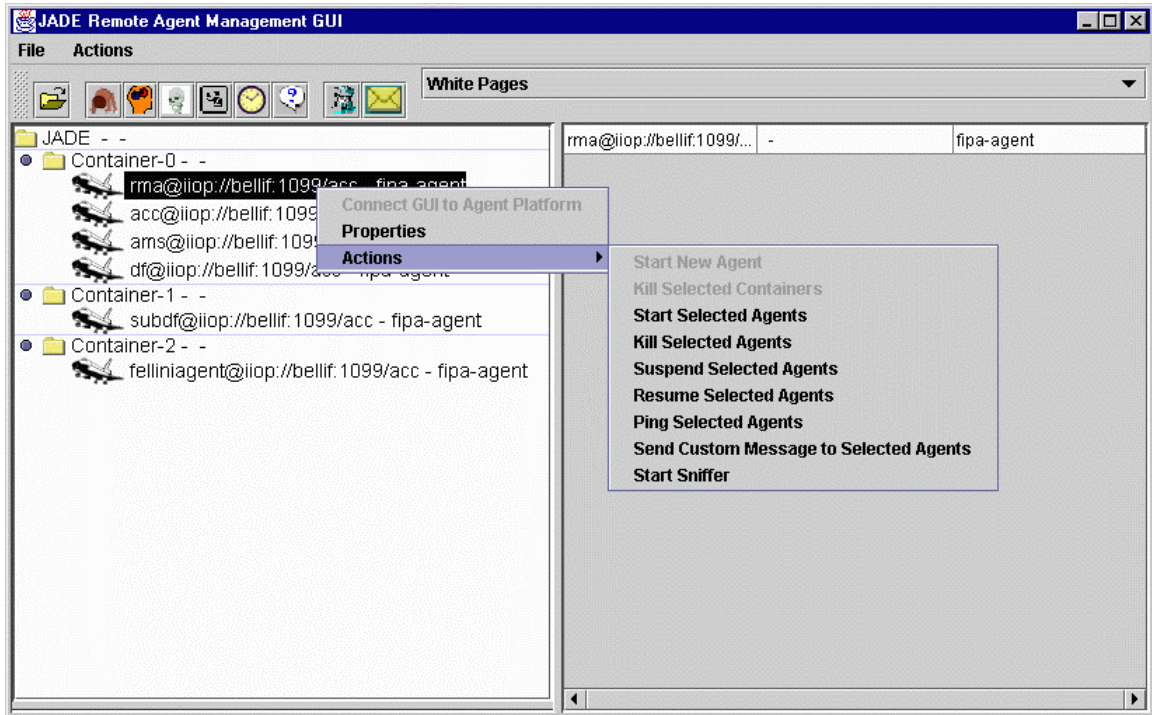 JADE Remote Agent Management GUI
File Actions
White Pages
JADE - -
Container-0 - -
rma@iiop://bellif:1099/acc - fipa-agent
acc@iiop://bellif:1099
ams@iiop://bellif:109
df@iiop://bellif:1099/acc - fipa-agent
Container-1 - -
subdf@iiop://bellif:1099/acc - fipa-agent
Container-2 - -
felliniagent@iiop://bellif:1099/acc - fipa-agent
Connect GUI to Agent Platform
Properties
Actions
Start New Agent
Kill Selected Containers
Start Selected Agents
Kill Selected Agents
Suspend Selected Agents
Resume Selected Agents
Ping Selected Agents
Send Custom Message to Selected Agents
Start Sniffer
rma@iiop://bellif:1099/... - fipa-agent